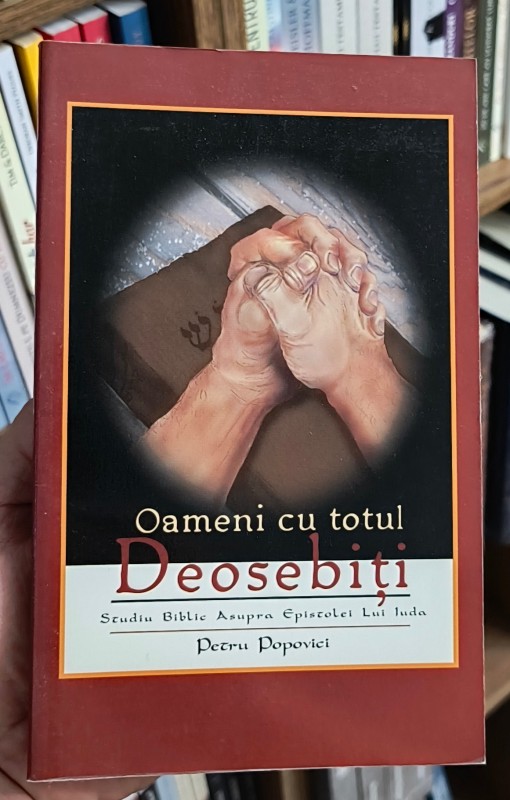 Oameni cu totul
Deosebiți
Studiu Biblic Asupra Epistolei Lui Iuda
Petru Popovici